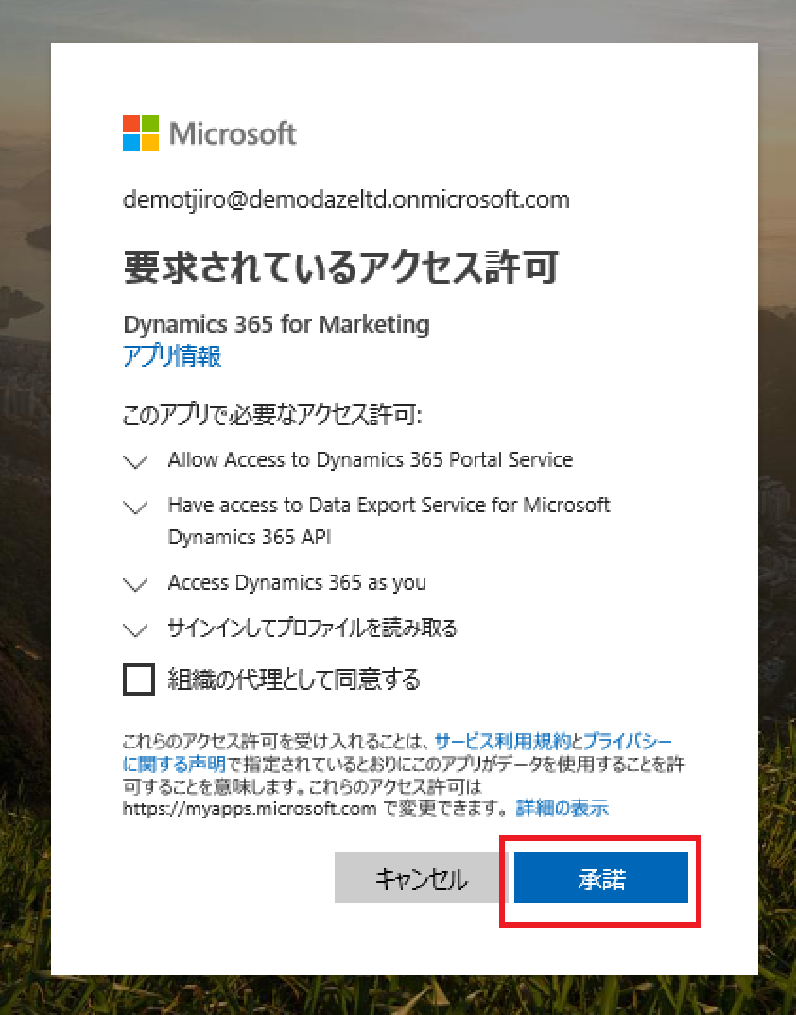 Microsoft
demotjiro@demodazeltd.onmicrosoft.com
要求されているアクセス許可
Dynamics 365 for Marketing
アプリ情報
このアプリで必要なアクセス許可:
Allow Access to Dynamics 365 Portal Service
Have access to Data Export Service for Microsoft
Dynamics 365 API
Access Dynamics 365 as you
サインインしてプロファイルを読み取る
組織の代理として同意する
これらのアクセス許可を受け入れることは、サービス利用規約とプライバシー
に関する声明で指定されているとおりにこのアプリがデータを使用することを許
可することを意味します。これらのアクセス許可は
https://myapps.microsoft.com で変更できます。詳細の表示
キャンセル
承諾